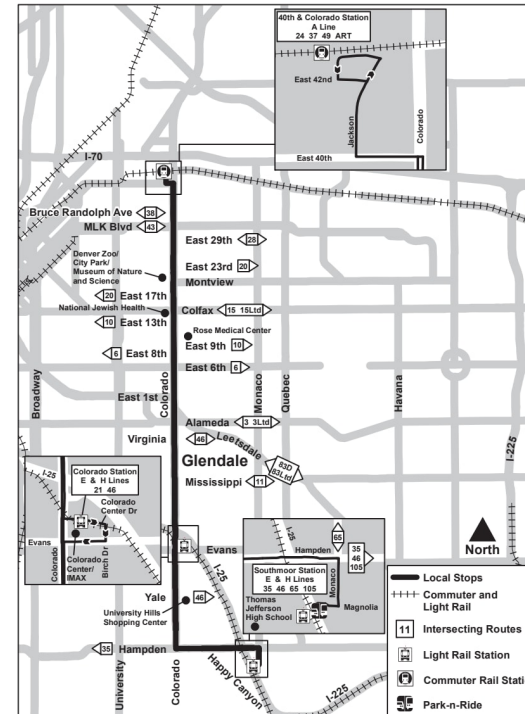 40th & Colorado Station
A Line
24 37 49 ART
East 42nd
Jackson
Colorado
East 40th
I-70
Bruce Randolph Ave 38
MLK Blvd 43
East 29th 28
Denver Zoo/
City Park/
Museum of Nature
and Science
East 23rd 20
Montview
20 East 17th
National Jewish Health
Colfax 15 15Ltd
10 East 13th
Rose Medical Center
East 9th 10
6 East 8th
East 6th 6
Broadway
Colorado
East 1st
Monaco
Quebec
Havana
Alameda 3 3Ltd
Virginia
46 Leetsdale
83D
83Ltd
Glendale
Mississippi 11
I-225
I-25
Colorado Station
E & H Lines
21 46
Colorado
Center Dr
Evans
Colorado
Colorado
Center/
IMAX
Birch Dr
Evans
I-25
I-25
65
Hampden
35
46
105
Southmoor Station
E & H Lines
35 46 65 105
Monaco
Thomas
Jefferson
High School
Magnolia
North
Yale 46
University Hills
Shopping Center
35 Hampden
University
Colorado
Happy Canyon
I-225
Local Stops
Commuter and
Light Rail
11 Intersecting Routes
Light Rail Station
Commuter Rail Stati
Park-n-Ride